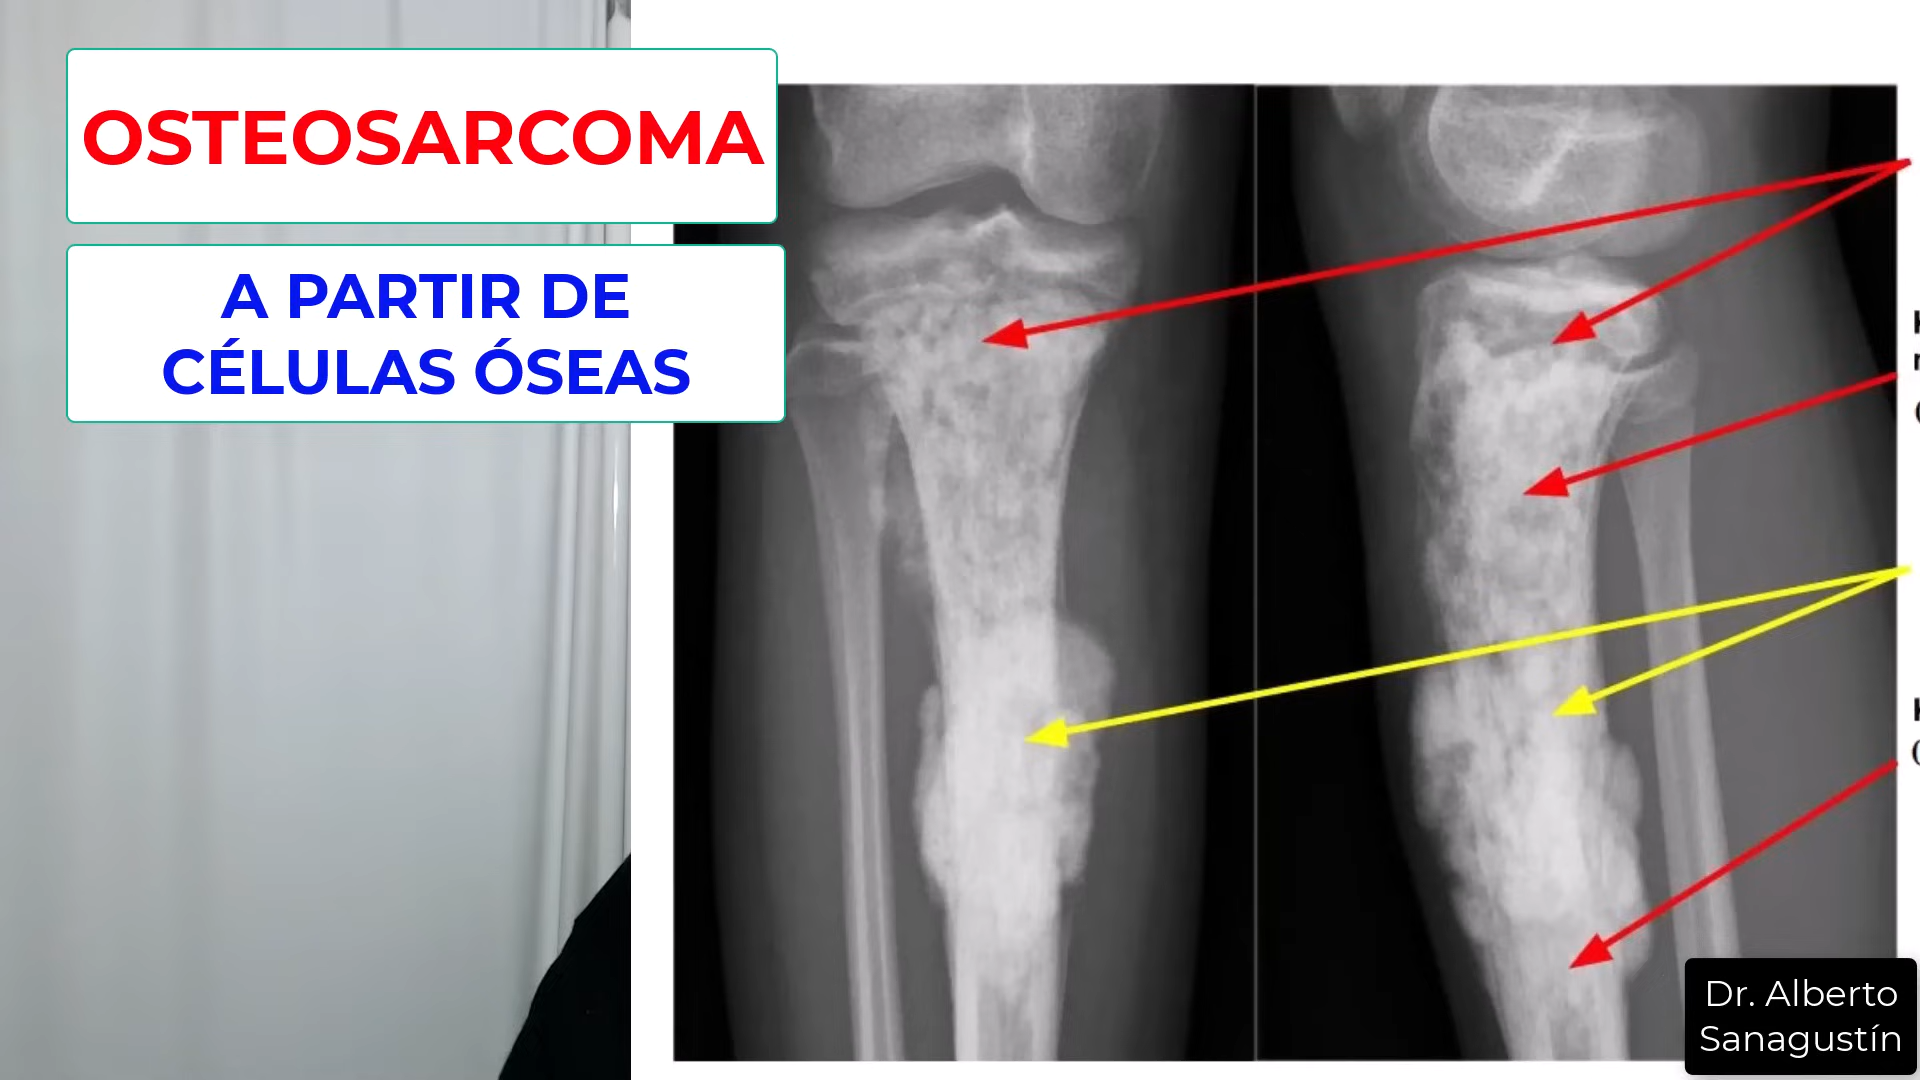 OSTEOSARCOMA
A PARTIR DE
CÉLULAS ÓSEAS
Dr. Alberto
Sanagustín